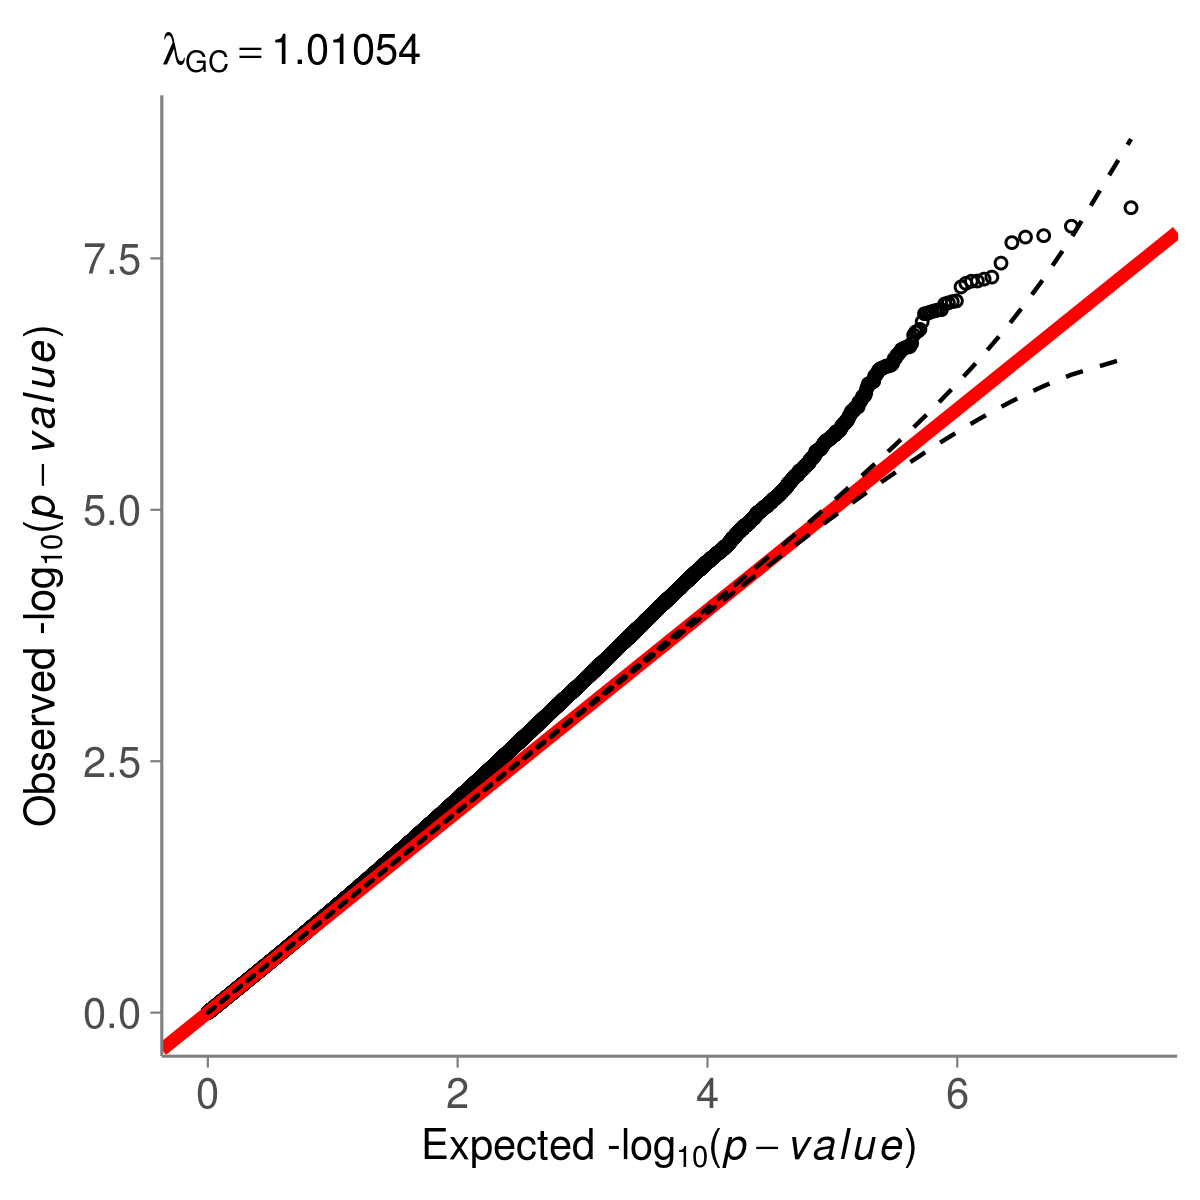 λGC = 1.01054
7.5
5.0
2.5
0.0
Observed -log10(p − value)
0 2 4 6
Expected -log10(p − value)